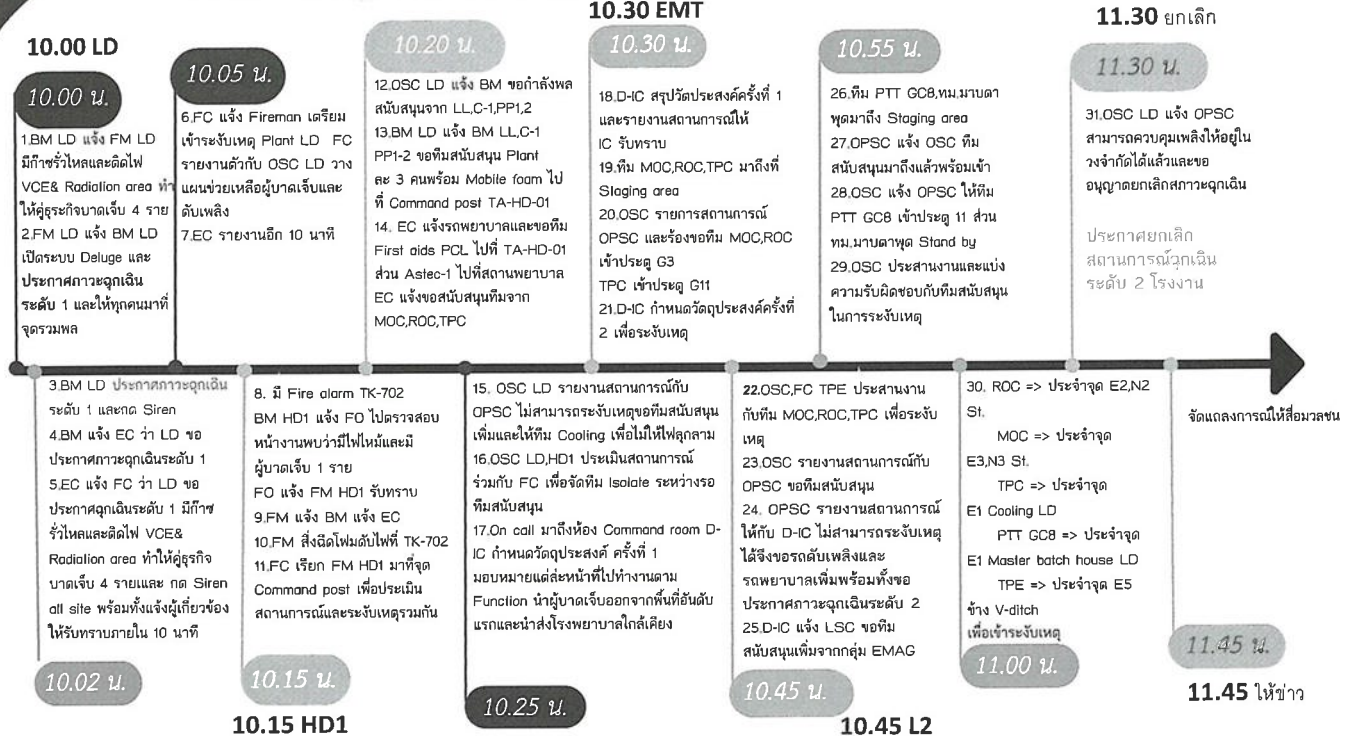 10.00 LD
10.00 น.
1.BM LD แจ้ง FM LD
มีก๊าซรั่วไหลและติดไฟ
VCE& Radiation area ทำ
ให้คู่ธุระกิจบาดเจ็บ 4 ราย
2.FM LD แจ้ง BM LD
เปิดระบบ Deluge และ
ประกาศภาวะฉุกเฉิน
ระดับ 1 และให้ทุกคนมาที่
จุดรวมพล
3.BM LD ประกาศภาวะฉุกเฉิน
ระดับ 1 และกด Siren
4.BM แจ้ง EC ว่า LD ขอ
ประกาศภาวะฉุกเฉินระดับ 1
5.EC แจ้ง FC ว่า LD ขอ
ประกาศฉุกเฉินระดับ 1 มีก๊าซ
รั่วไหลและติดไฟ VCE&
Radiation area ทำให้คู่ธุรกิจ
บาดเจ็บ 4 รายและ กด Siren
all site พร้อมทั้งแจ้งผู้เกี่ยวข้อง
ให้รับทราบภายใน 10 นาที
10.02 น.
10.05 น.
6.FC แจ้ง Fireman เตรียม
เข้าระงับเหตุ Plant LD FC
รายงานตัวกับ OSC LD วาง
แผนช่วยเหลือผู้บาดเจ็บและ
ดับเพลิง
7.EC รายงานอีก 10 นาที
8. มี Fire alarm TK-702
BM HD1 แจ้ง FO ไปตรวจสอบ
หน้างานพบว่ามีไฟไหม้และมี
ผู้บาดเจ็บ 1 ราย
FO แจ้ง FM HD1 รับทราบ
9.FM แจ้ง BM แจ้ง EC
10.FM สั่งฉีดโฟมดับไฟที่ TK-702
11.FC เรียก FM HD1 มาที่จุด
Command post เพื่อประเมิน
สถานการณ์และระงับเหตุรวมกัน
10.15 น.
10.15 HD1
10.20 น.
12.OSC LD แจ้ง BM ขอกำลังพล
สนับสนุนจาก LL,C-1,PP1,2
13.BM LD แจ้ง BM LL,C-1
PP1-2 ขอทีมสนับสนุน Plant
ละ 3 คนพร้อม Mobile foam ไป
ที่ Command post TA-HD-01
14. EC แจ้งรถพยาบาลและขอทีม
First aids PCL ไปที่ TA-HD-01
ส่วน Astec-1 ไปที่สถานพยาบาล
EC แจ้งขอสนับสนุนทีมจาก
MOC,ROC,TPC
15. OSC LD รายงานสถานการณ์กับ
OPSC ไม่สามารถระงับเหตุขอทีมสนับสนุน
เพิ่มและให้ทีม Cooling เพื่อไม่ให้ไฟลุกลาม
16.OSC LD,HD1 ประเมินสถานการณ์
ร่วมกับ FC เพื่อจัดทีม Isolate ระหว่างรอ
ทีมสนับสนุน
17.On call มาถึงห้อง Command room D-
IC กำหนดวัตถุประสงค์ ครั้งที่ 1
มอบหมายแต่ละหน้าที่ไปทำงานตาม
Function นำผู้บาดเจ็บออกจากพื้นที่อันดับ
แรกและนำส่งโรงพยาบาลใกล้เคียง
10.25 น.
10.30 EMT
10.30 น.
18.D-IC สรุปวัตประสงค์ครั้งที่ 1
และรายงานสถานการณ์ให้
IC รับทราบ
19.ทีม MOC,ROC,TPC มาถึงที่
Staging area
20.OSC รายการสถานการณ์
OPSC และร้องขอทีม MOC,ROC
เข้าประตู G3
TPC เข้าประตู G11
21.D-IC กำหนดวัตถุประสงค์ครั้งที่
2 เพื่อระงับเหตุ
22.OSC,FC TPE ประสานงาน
กับทีม MOC,ROC,TPC เพื่อระงับ
เหตุ
23.OSC รายงานสถานการณ์กับ
OPSC ขอทีมสนับสนุน
24. OPSC รายงานสถานการณ์
ให้กับ D-IC ไม่สามารถระงับเหตุ
ได้จึงขอรถดับเพลิงและ
รถพยาบาลเพิ่มพร้อมทั้งขอ
ประกาศภาวะฉุกเฉินระดับ 2
25.D-IC แจ้ง LSC ขอทีม
สนับสนุนเพิ่มจากกลุ่ม EMAG
10.45 น.
10.45 L2
10.55 น.
26.ทีม PTT GC8,ทม.มาบตา
พุดมาถึง Staging area
27.OPSC แจ้ง OSC ทีม
สนับสนุนมาถึงแล้วพร้อมเข้า
28.OSC แจ้ง OPSC ให้ทีม
PTT GC8 เข้าประตู 11 ส่วน
ทม.มาบตาพุด Stand by
29.OSC ประสานงานและแบ่ง
ความรับผิดชอบกับทีมสนับสนุน
ในการระงับเหตุ
30. ROC => ประจำจุด E2,N2
St.
MOC => ประจำจุด
E3,N3 St.
TPC => ประจำจุด
E1 Cooling LD
PTT GC8 => ประจำจุด
E1 Master batch house LD
TPE => ประจำจุด E5
ข้าง V-ditch
เพื่อเข้าระงับเหตุ
11.00 น.
11.30 ยกเลิก
11.30 น.
31.OSC LD แจ้ง OPSC
สามารถควบคุมเพลิงให้อยู่ใน
วงจำกัดได้แล้วและขอ
อนุญาตยกเลิกสภาวะฉุกเฉิน
ประกาศยกเลิก
สถานการณ์ฉุกเฉิน
ระดับ 2 โรงงาน
จัดแถลงการณ์ให้สื่อมวลชน
11.45 น.
11.45 ให้ข่าว